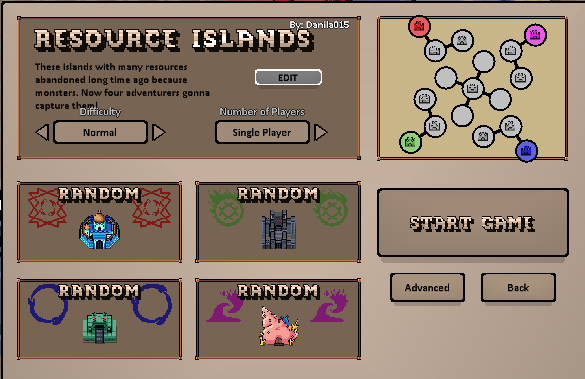 By: Danila015
RESOURCE ISLANDS
These islands with many resources
abandoned long time ago because
monsters. Now four adventurers gonna
capture them!
EDIT
Difficulty
Number of Players
Normal
Single Player
RANDOM
RANDOM
START GAME
RANDOM
RANDOM
Advanced
Back